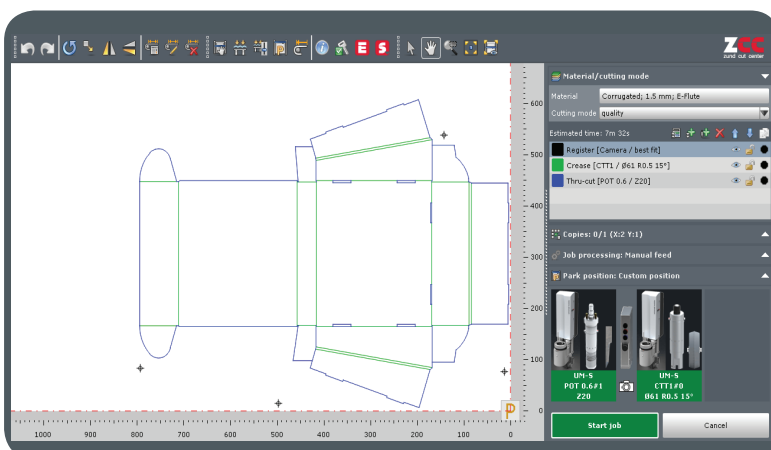 E S
ZCC
zund cut center
Material/cutting mode
Material Corrugated; 1.5 mm; E-Flute
Cutting mode quality
Estimated time: 7m 32s
Register [Camera / best fit]
Crease [CTT1 / Ø61 R0.5 15°]
Thru-cut [POT 0.6 / Z20]
Copies: 0/1 (X:2 Y:1)
Job processing: Manual feed
Park position: Custom position
UM-S
POT 0.6#1
Z20
UM-S
CTT1#0
Ø61 R0.5 15°
Start job Cancel
600
500
400
300
200
100
0
P
1000 900 800 700 600 500 400 300 200 100 0